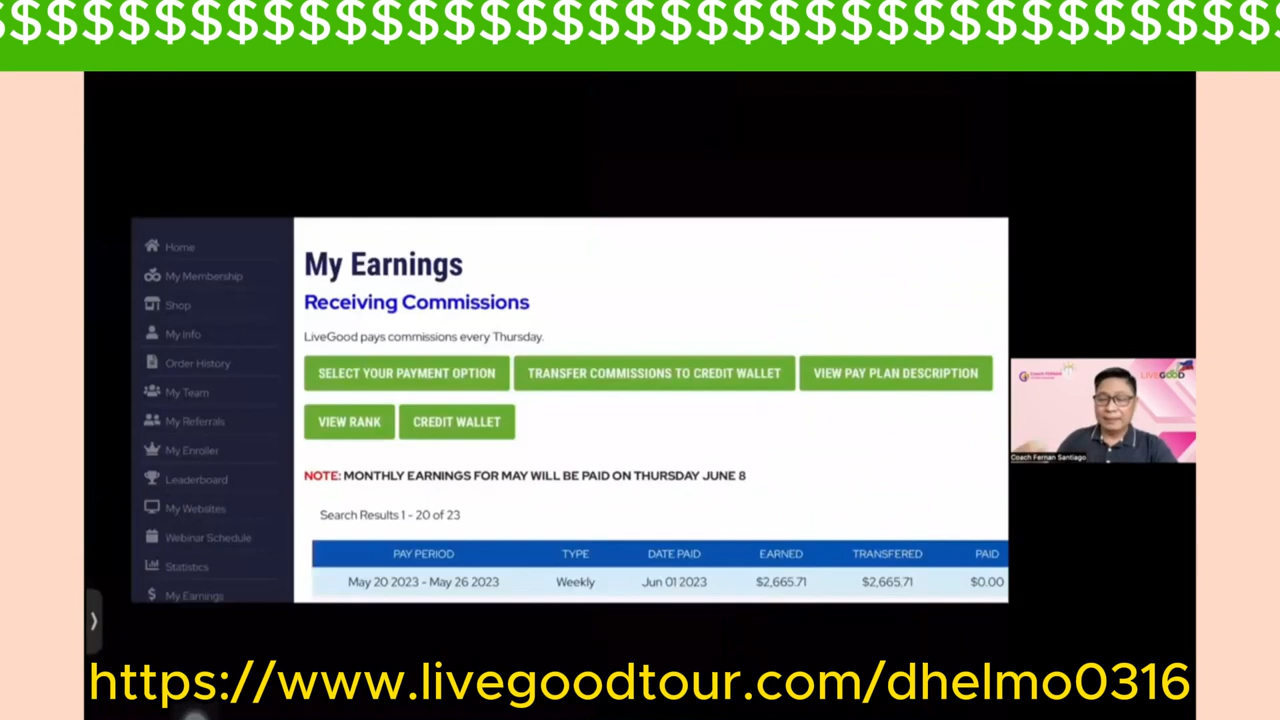 $$$$$$$$$$$$$$$$$$$$$$$$$$$$$$$$$$$$
Home
My Membership
Shop
My Info
Order History
My Team
My Referrals
My Enroller
Leaderboard
My Websites
Webinar Schedule
Statistics
My Earnings
My Earnings
Receiving Commissions
LiveGood pays commissions every Thursday.
SELECT YOUR PAYMENT OPTION TRANSFER COMMISSIONS TO CREDIT WALLET VIEW PAY PLAN DESCRIPTION
VIEW RANK CREDIT WALLET
NOTE: MONTHLY EARNINGS FOR MAY WILL BE PAID ON THURSDAY JUNE 8
Search Results 1 - 20 of 23
PAY PERIOD TYPE DATE PAID EARNED TRANSFERED PAID
May 20 2023 - May 26 2023 Weekly Jun 01 2023 $2,665.71 $2,665.71 $0.00
Coach FERNAN
LIVEGOOD
Coach Fernan Santiago
https://www.livegoodtour.com/dhelmo0316